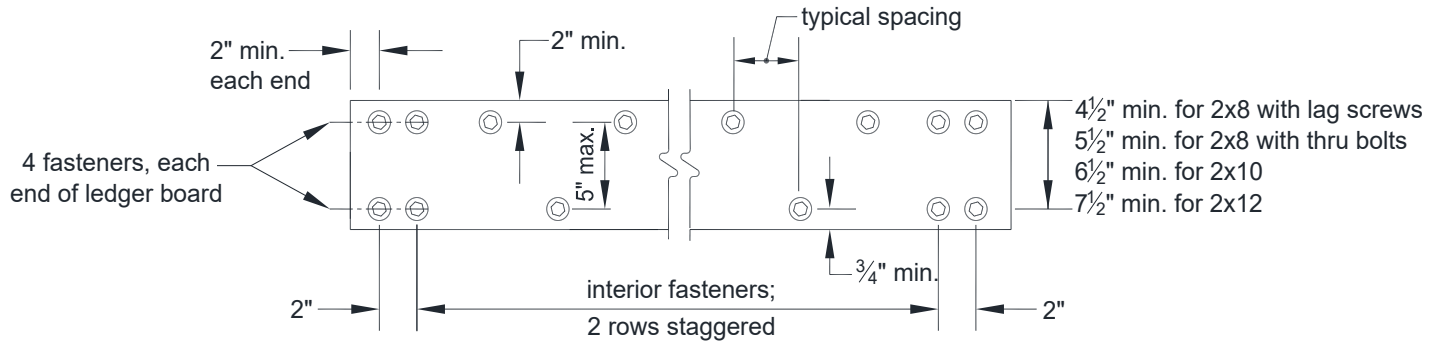 typical spacing
2" min.
each end
2" min.
4½" min. for 2x8 with lag screws
5½" min. for 2x8 with thru bolts
6½" min. for 2x10
7½" min. for 2x12
4 fasteners, each
end of ledger board
5" max.
¾" min.
2"
interior fasteners;
2 rows staggered
2"